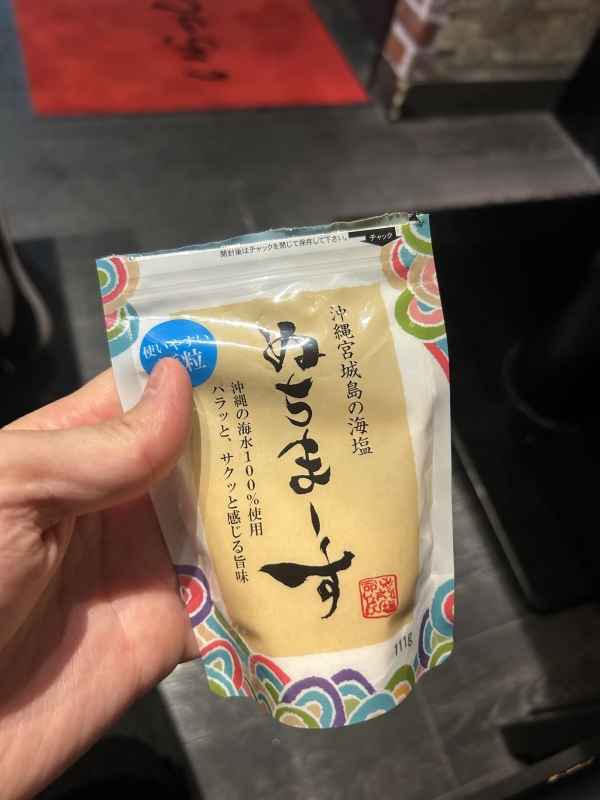 開封後はチャックを閉じて保存して下さい。
チャック
使いやすい
粒
沖縄宮城島の海塩
ぬちまーす
沖縄の海水100%使用
パラッと、サクッと感じる旨味
111g